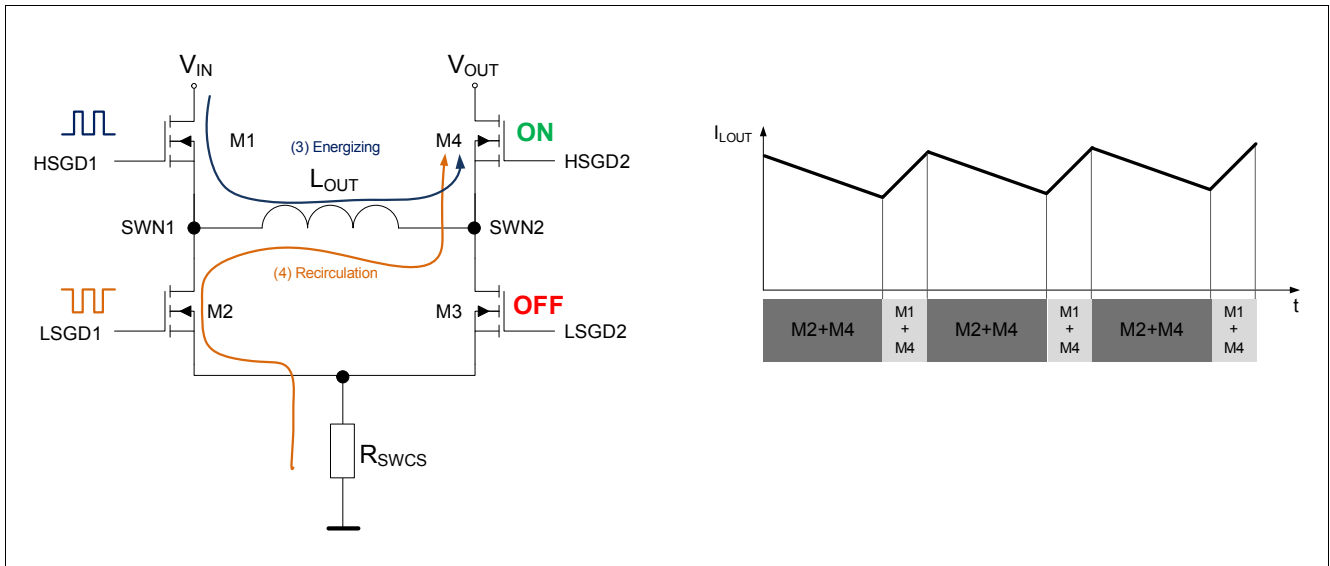 VIN
VOUT
M1
M4
ON
HSGD1
(3) Energizing
HSGD2
LOUT
SWN1
SWN2
(4) Recirculation
M2
M3
OFF
LSGD1
LSGD2
RSWCS
ILOUT
t
M2+M4
M1
+
M4
M2+M4
M1
+
M4
M2+M4
M1
+
M4